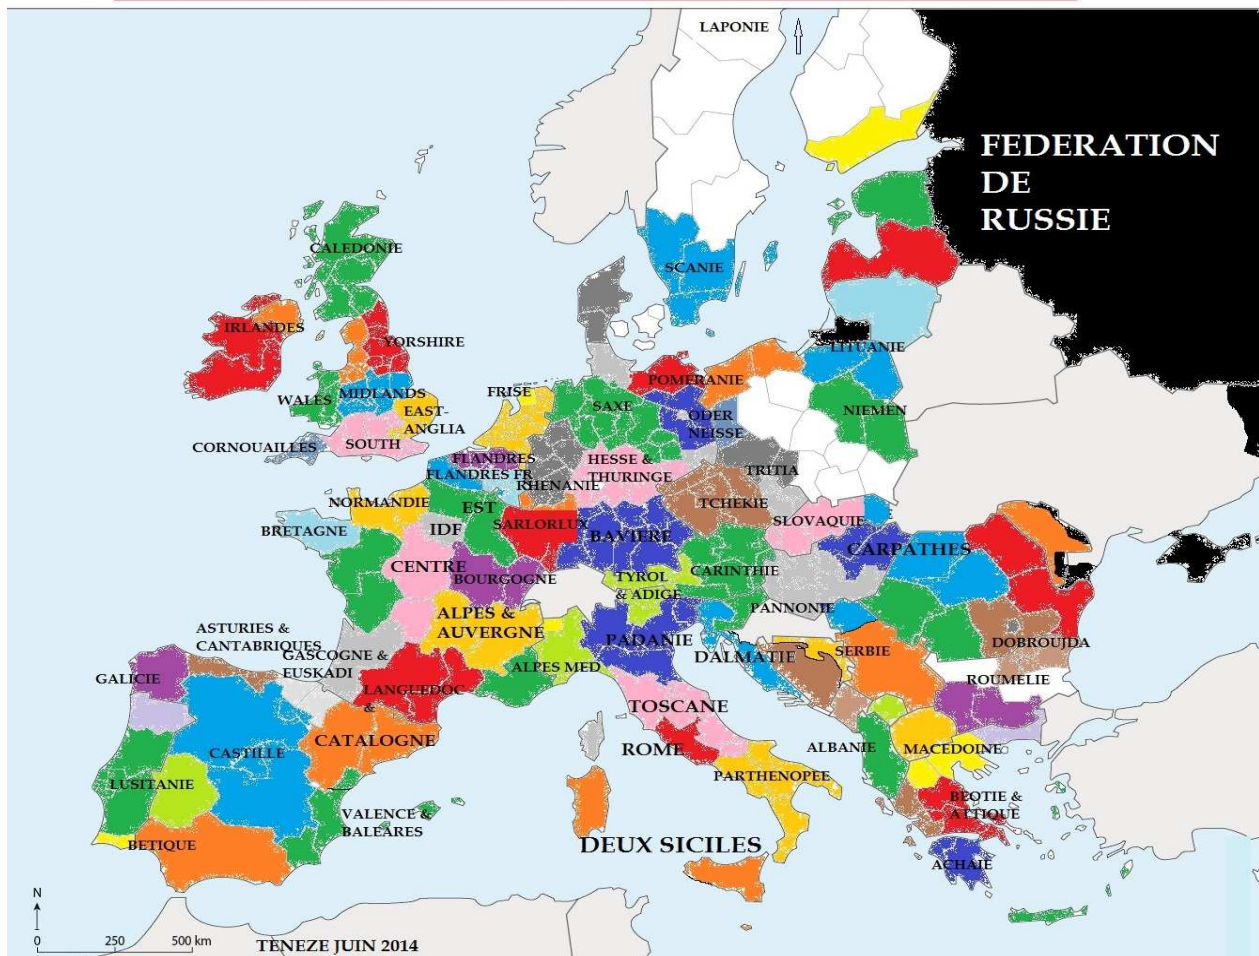 LAPONIE
FEDERATION
DE
RUSSIE
CALEDONIE
SCANIE
IRLANDES
YORSHIRE
LITUANIE
POMERANIE
WALES
MIDLANDS
FRISE
SAXE
EAST-
ANGLIA
ODER
NEISSE
NIEMEN
CORNOUAILLES
SOUTH
FLANDRES
FLANDRES FR
HESSE &
THURINGE
TRITIA
RHENANIE
NORMANDIE
EST
TCHEKIE
BRETAGNE
IDF
SARLORLUX
SLOVAQUIE
BAVIERE
CARPATHES
CENTRE
BOURGOGNE
TYROL
& ADIGE
CARINTHIE
PANNONIE
ALPES &
AUVERGNE
ASTURIES &
CANTABRIQUES
GASCOGNE &
EUSKADI
PADANIE
DALMATIE
SERBIE
DOBROUJDA
GALICIE
ALPES MED
ROUMELIE
LANGUEDOC
&
TOSCANE
CATALOGNE
ROME
ALBANIE
MACEDOINE
CASTILLE
LUSITANIE
PARTHENOPEE
VALENCE &
BALEARES
BEOTIE &
ATTIQUE
BETIQUE
DEUX SICILES
ACHAIE
N
0 250 500 km
TENEZE JUIN 2014